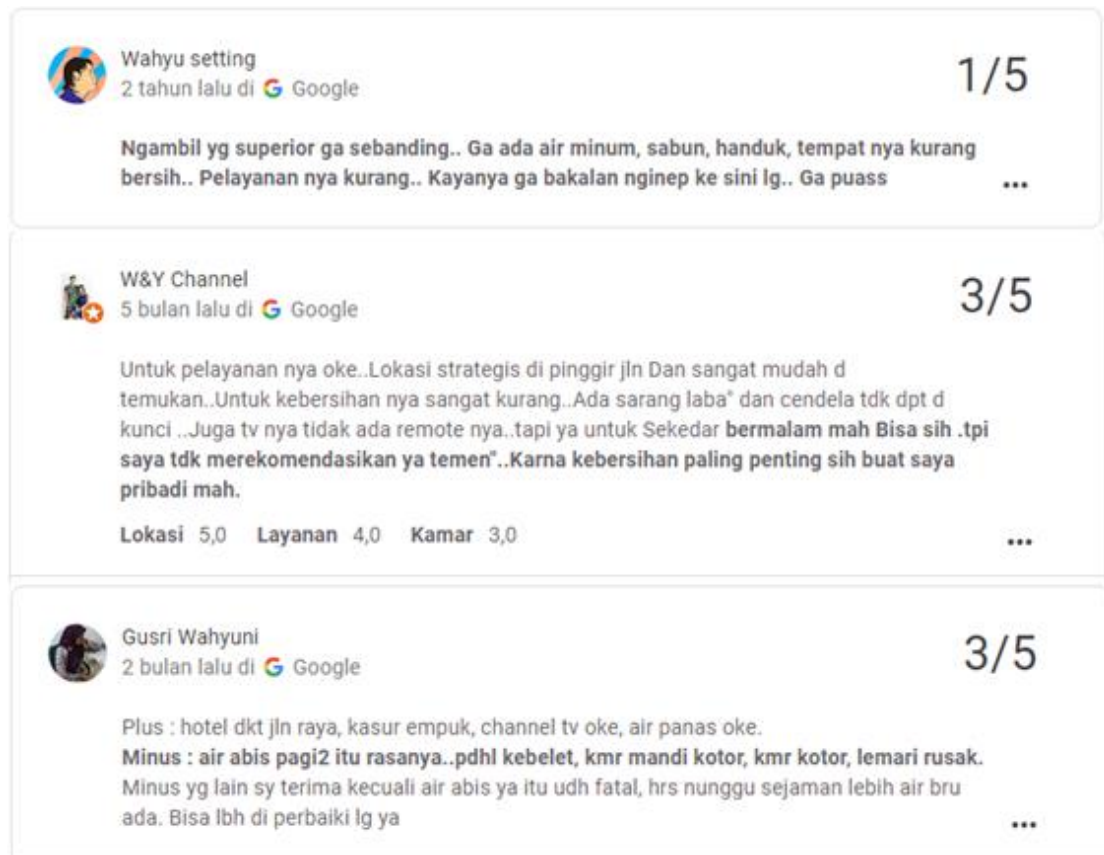 Wahyu setting
1/5
2 tahun lalu di G Google
Ngambil yg superior ga sebanding.. Ga ada air minum, sabun, handuk, tempat nya kurang
bersih.. Pelayanan nya kurang.. Kayanya ga bakalan nginep ke sini lg.. Ga puass
W&Y Channel
3/5
5 bulan lalu di G Google
Untuk pelayanan nya oke..Lokasi strategis di pinggir jln Dan sangat mudah d
temukan..Untuk kebersihan nya sangat kurang..Ada sarang laba" dan cendela tdk dpt d
kunci ..Juga tv nya tidak ada remote nya..tapi ya untuk Sekedar bermalam mah Bisa sih .tpi
saya tdk merekomendasikan ya temen"..Karna kebersihan paling penting sih buat saya
pribadi mah.
Lokasi 5,0 Layanan 4,0 Kamar 3,0
Gusri Wahyuni
3/5
2 bulan lalu di G Google
Plus : hotel dkt jln raya, kasur empuk, channel tv oke, air panas oke.
Minus : air abis pagi2 itu rasanya..pdhl kebelet, kmr mandi kotor, kmr kotor, lemari rusak.
Minus yg lain sy terima kecuali air abis ya itu udh fatal, hrs nunggu sejaman lebih air bru
ada. Bisa lbh di perbaiki lg ya